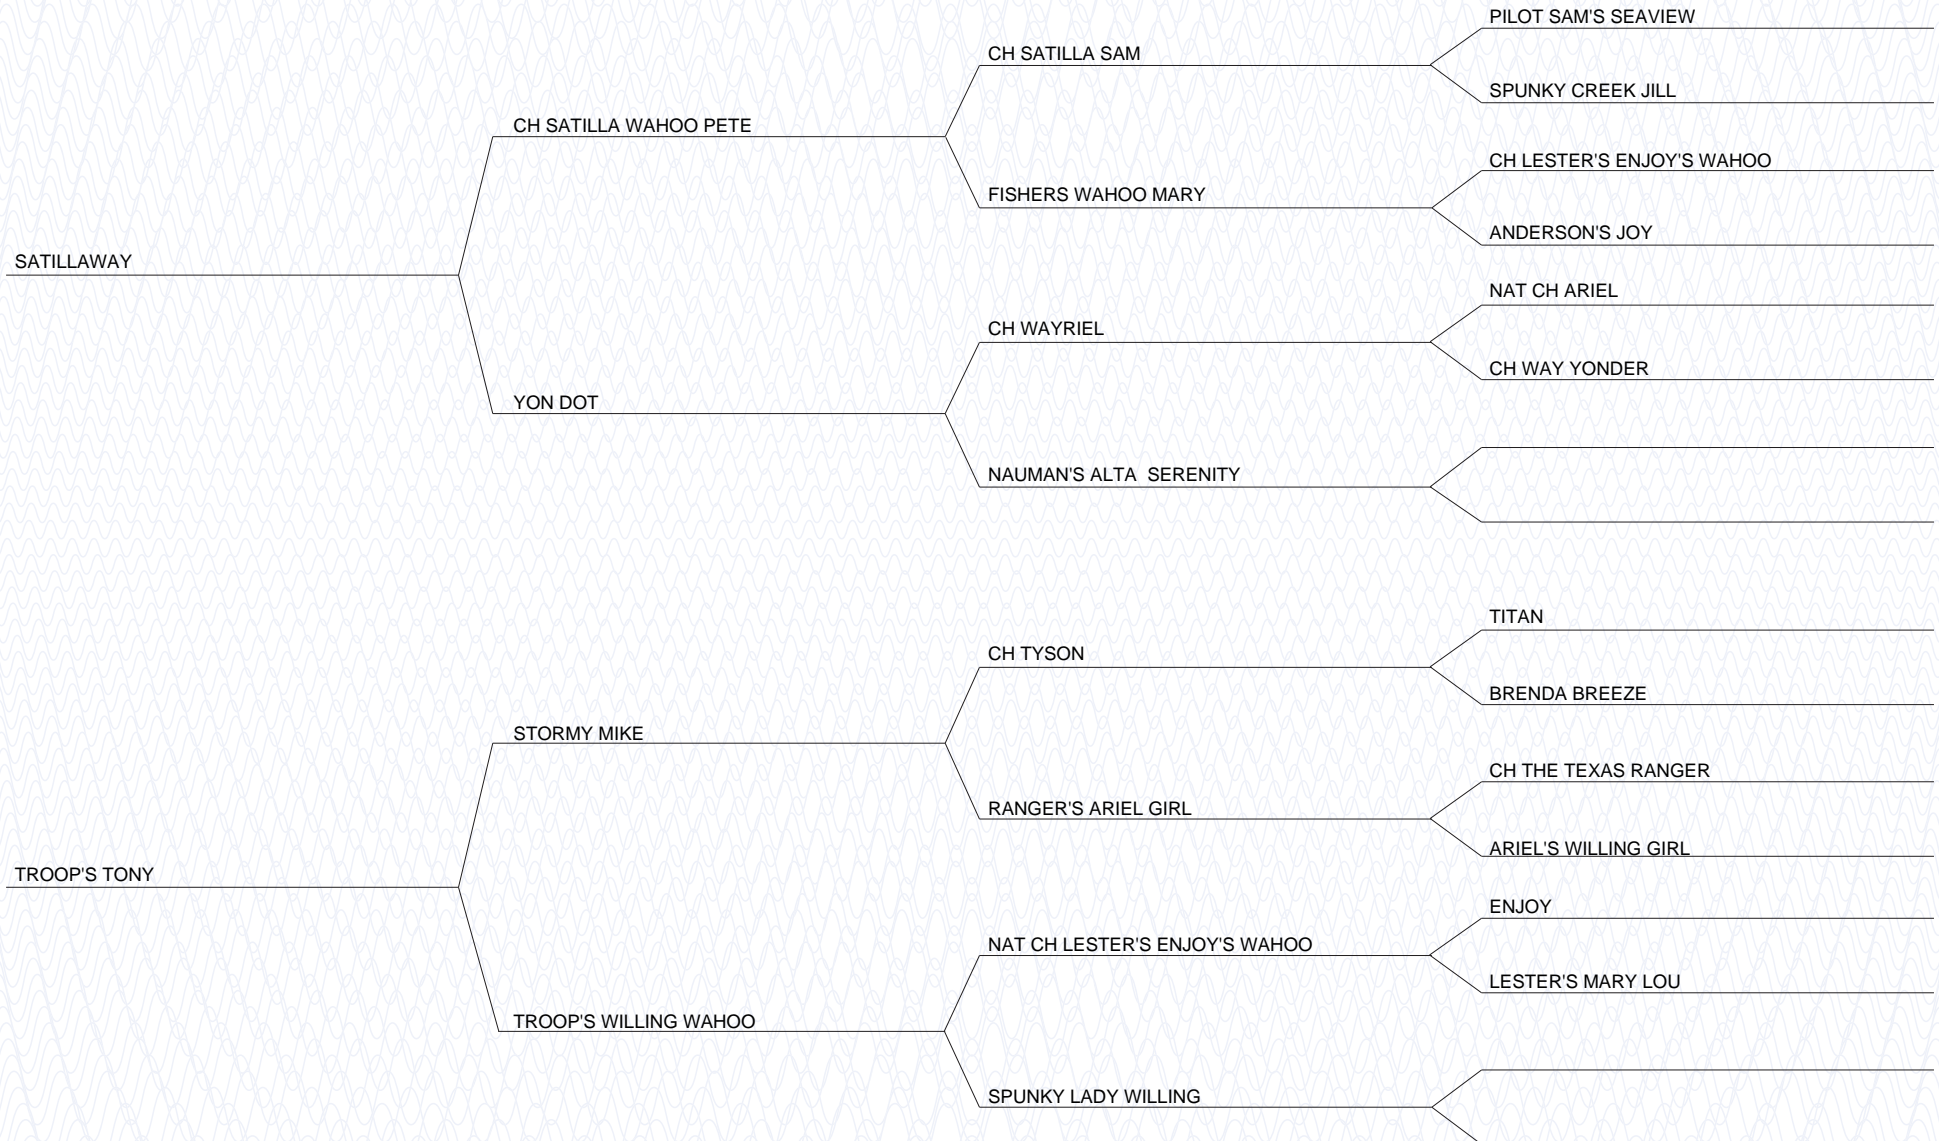 PILOT SAM'S SEAVIEW
CH SATILLA SAM
SPUNKY CREEK JILL
CH SATILLA WAHOO PETE
CH LESTER'S ENJOY'S WAHOO
FISHERS WAHOO MARY
ANDERSON'S JOY
SATILLAWAY
NAT CH ARIEL
CH WAYRIEL
CH WAY YONDER
YON DOT
NAUMAN'S ALTA  SERENITY
TITAN
CH TYSON
BRENDA BREEZE
STORMY MIKE
CH THE TEXAS RANGER
RANGER'S ARIEL GIRL
ARIEL'S WILLING GIRL
TROOP'S TONY
ENJOY
NAT CH LESTER'S ENJOY'S WAHOO
LESTER'S MARY LOU
TROOP'S WILLING WAHOO
SPUNKY LADY WILLING